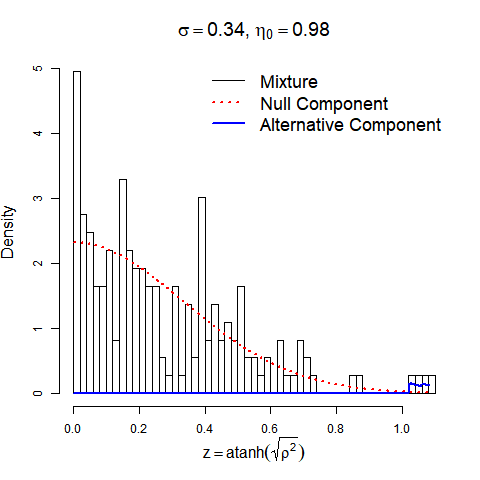 σ = 0.34, η₀ = 0.98
Mixture
Null Component
Alternative Component
Density
5
4
3
2
1
0
0.0 0.2 0.4 0.6 0.8 1.0
z = atanh(√ρ²)